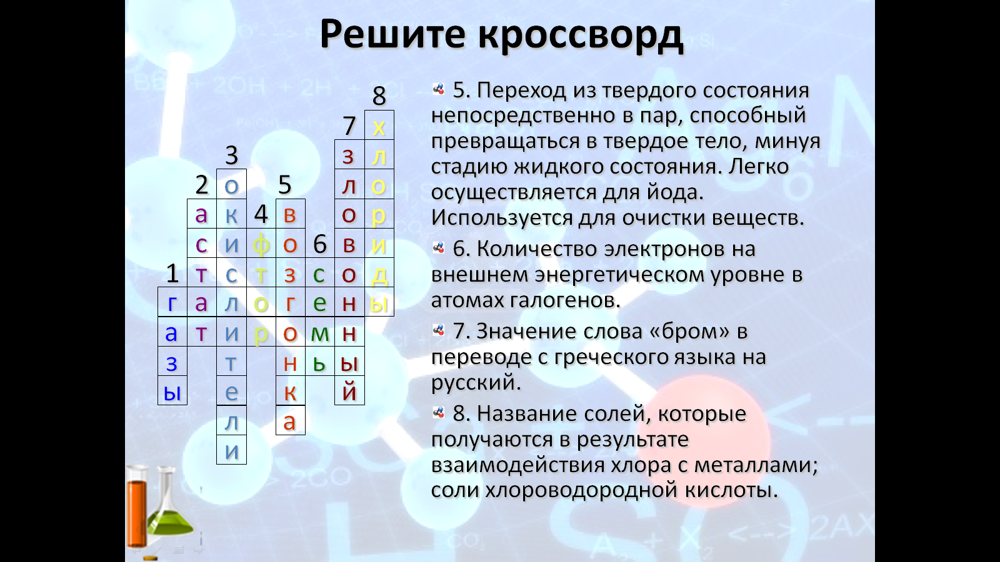 Решите кроссворд
8
7 х
3 з л
2 о 5 л о
а к 4 в о р
с и ф о 6 в и
1 т с т з с о д
г а л о г е н ы
а т и р о м н
з т н ь ы
ы е к й
л а
и
5. Переход из твердого состояния
непосредственно в пар, способный
превращаться в твердое тело, минуя
стадию жидкого состояния. Легко
осуществляется для йода.
Используется для очистки веществ.
6. Количество электронов на
внешнем энергетическом уровне в
атомах галогенов.
7. Значение слова «бром» в
переводе с греческого языка на
русский.
8. Название солей, которые
получаются в результате
взаимодействия хлора с металлами;
соли хлороводородной кислоты.